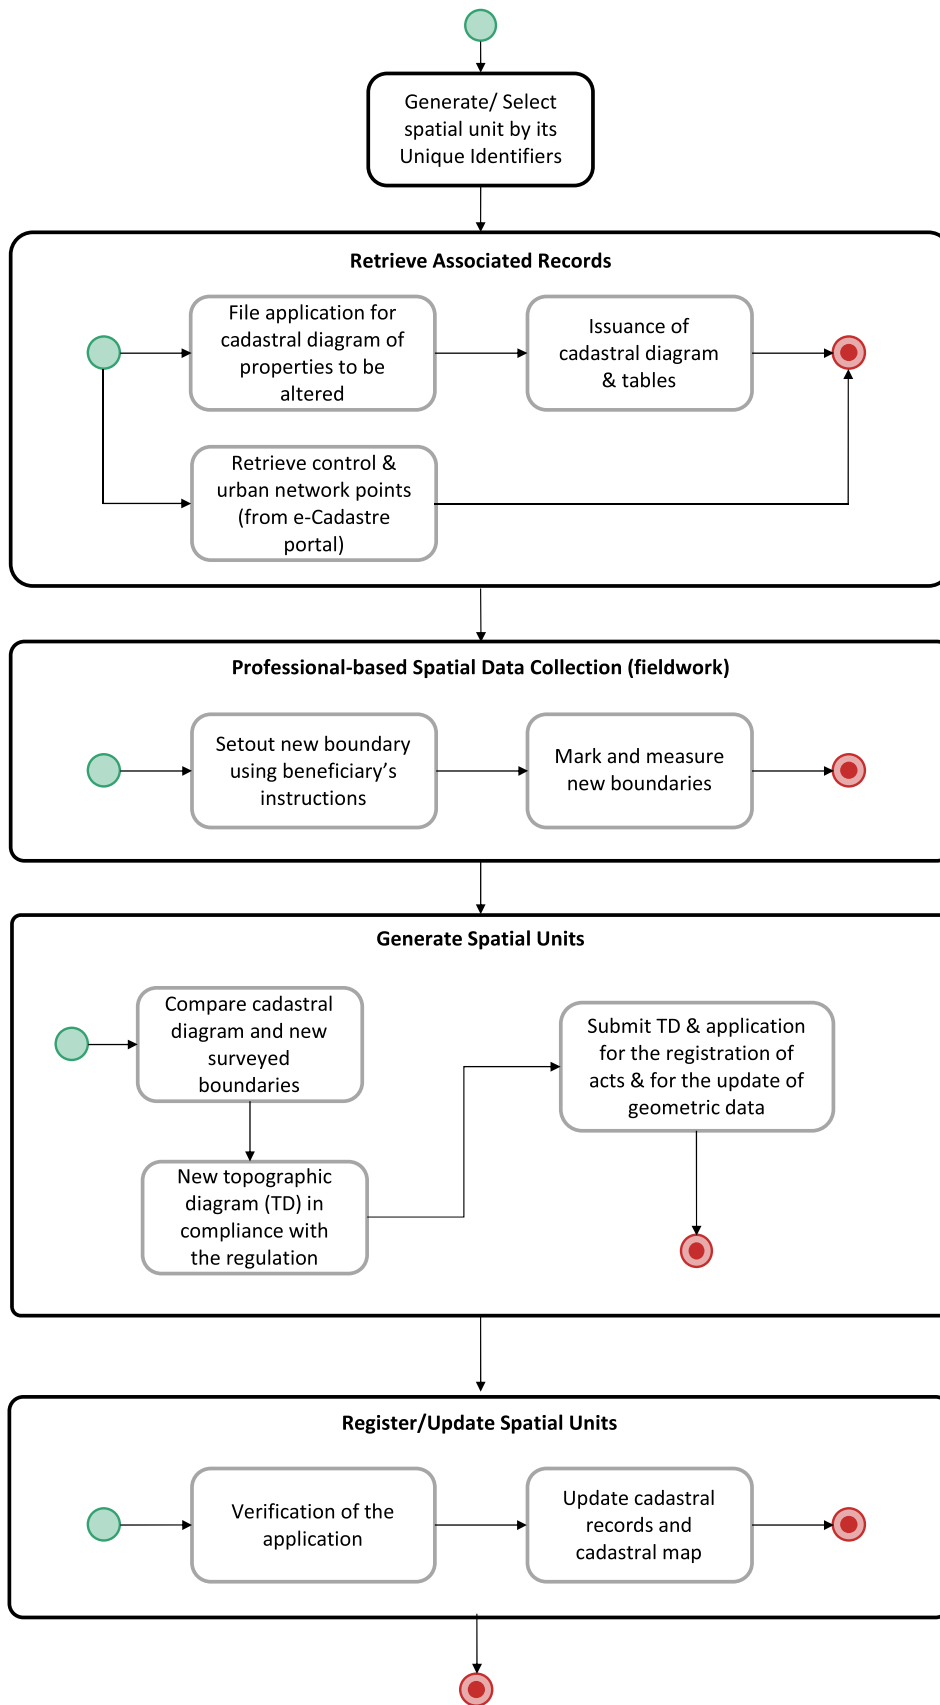 Generate/ Select
spatial unit by its
Unique Identifiers
Retrieve Associated Records
File application for
cadastral diagram of
properties to be
altered
Issuance of
cadastral diagram
& tables
Retrieve control &
urban network points
(from e-Cadastre
portal)
Professional-based Spatial Data Collection (fieldwork)
Setout new boundary
using beneficiary’s
instructions
Mark and measure
new boundaries
Generate Spatial Units
Compare cadastral
diagram and new
surveyed
boundaries
Submit TD & application
for the registration of
acts & for the update of
geometric data
New topographic
diagram (TD) in
compliance with
the regulation
Register/Update Spatial Units
Verification of the
application
Update cadastral
records and
cadastral map